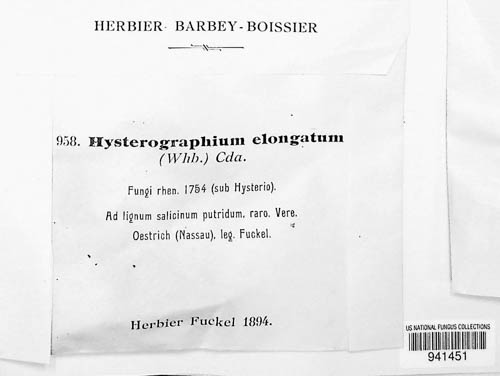 HERBIER BARBEY-BOISSIER
958. Hysterographium elongatum
(Whb.) Cda.
Fungi rhen. 1754 (sub Hysterio).
Ad lignum salicinum putridum, raro. Vere.
Oestrich (Nassau), leg. Fuckel.
Herbier Fuckel 1894.
US NATIONAL FUNGUS COLLECTIONS
941451